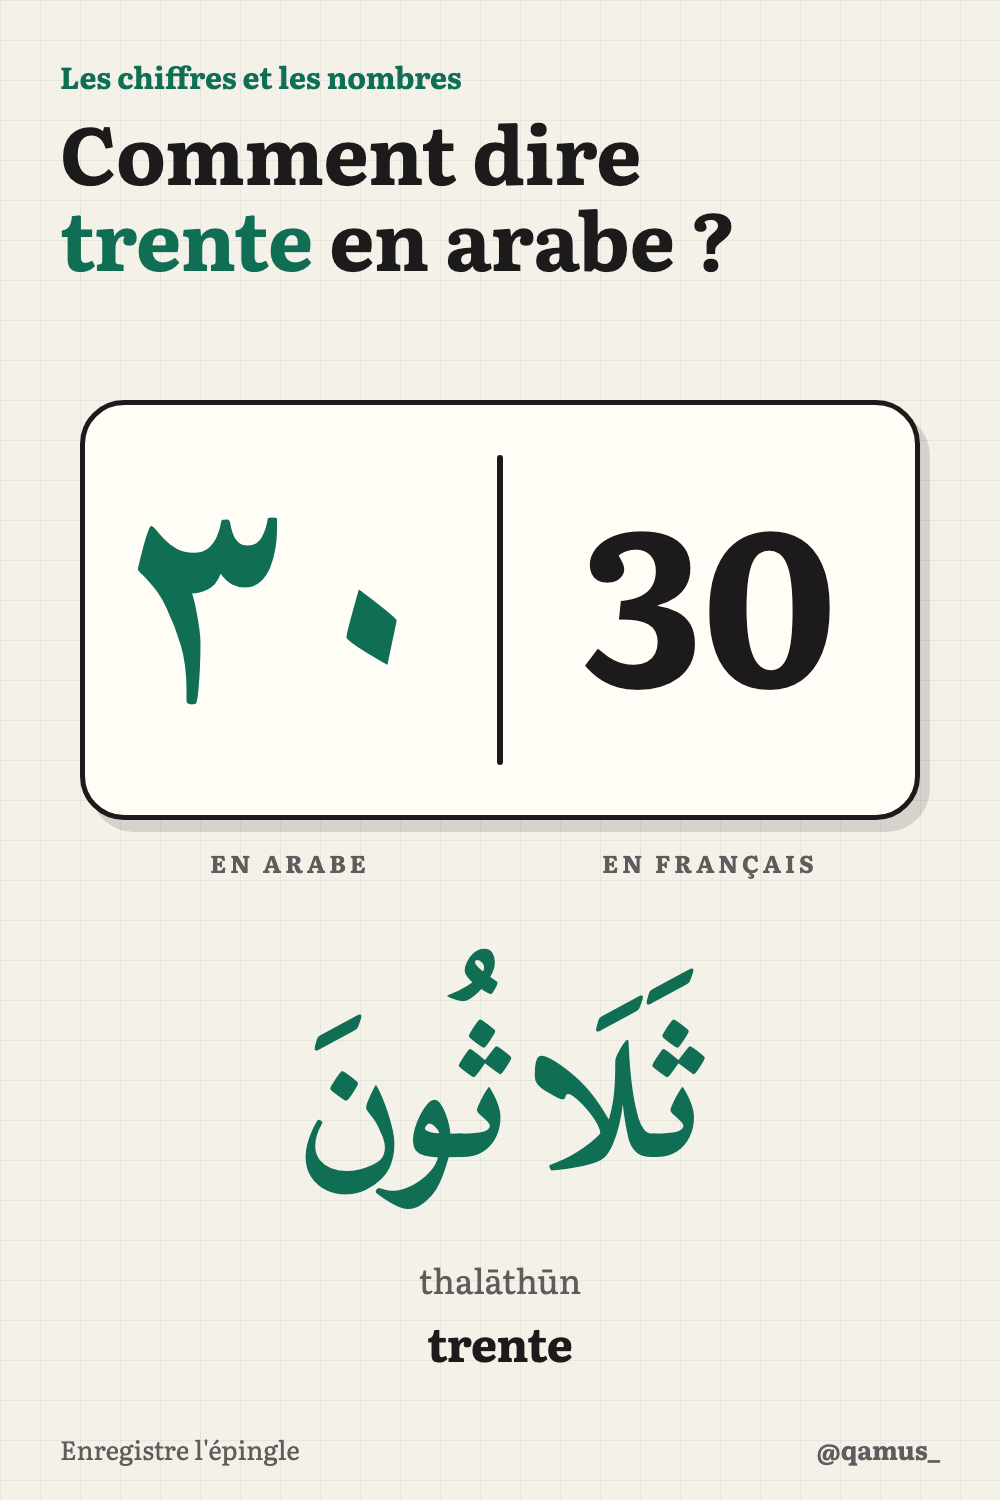 Les chiffres et les nombres
Comment dire
trente en arabe ?
٣٠
30
EN ARABE
EN FRANÇAIS
ثَلَاثُونَ
thalāthūn
trente
Enregistre l'épingle
@qamus_